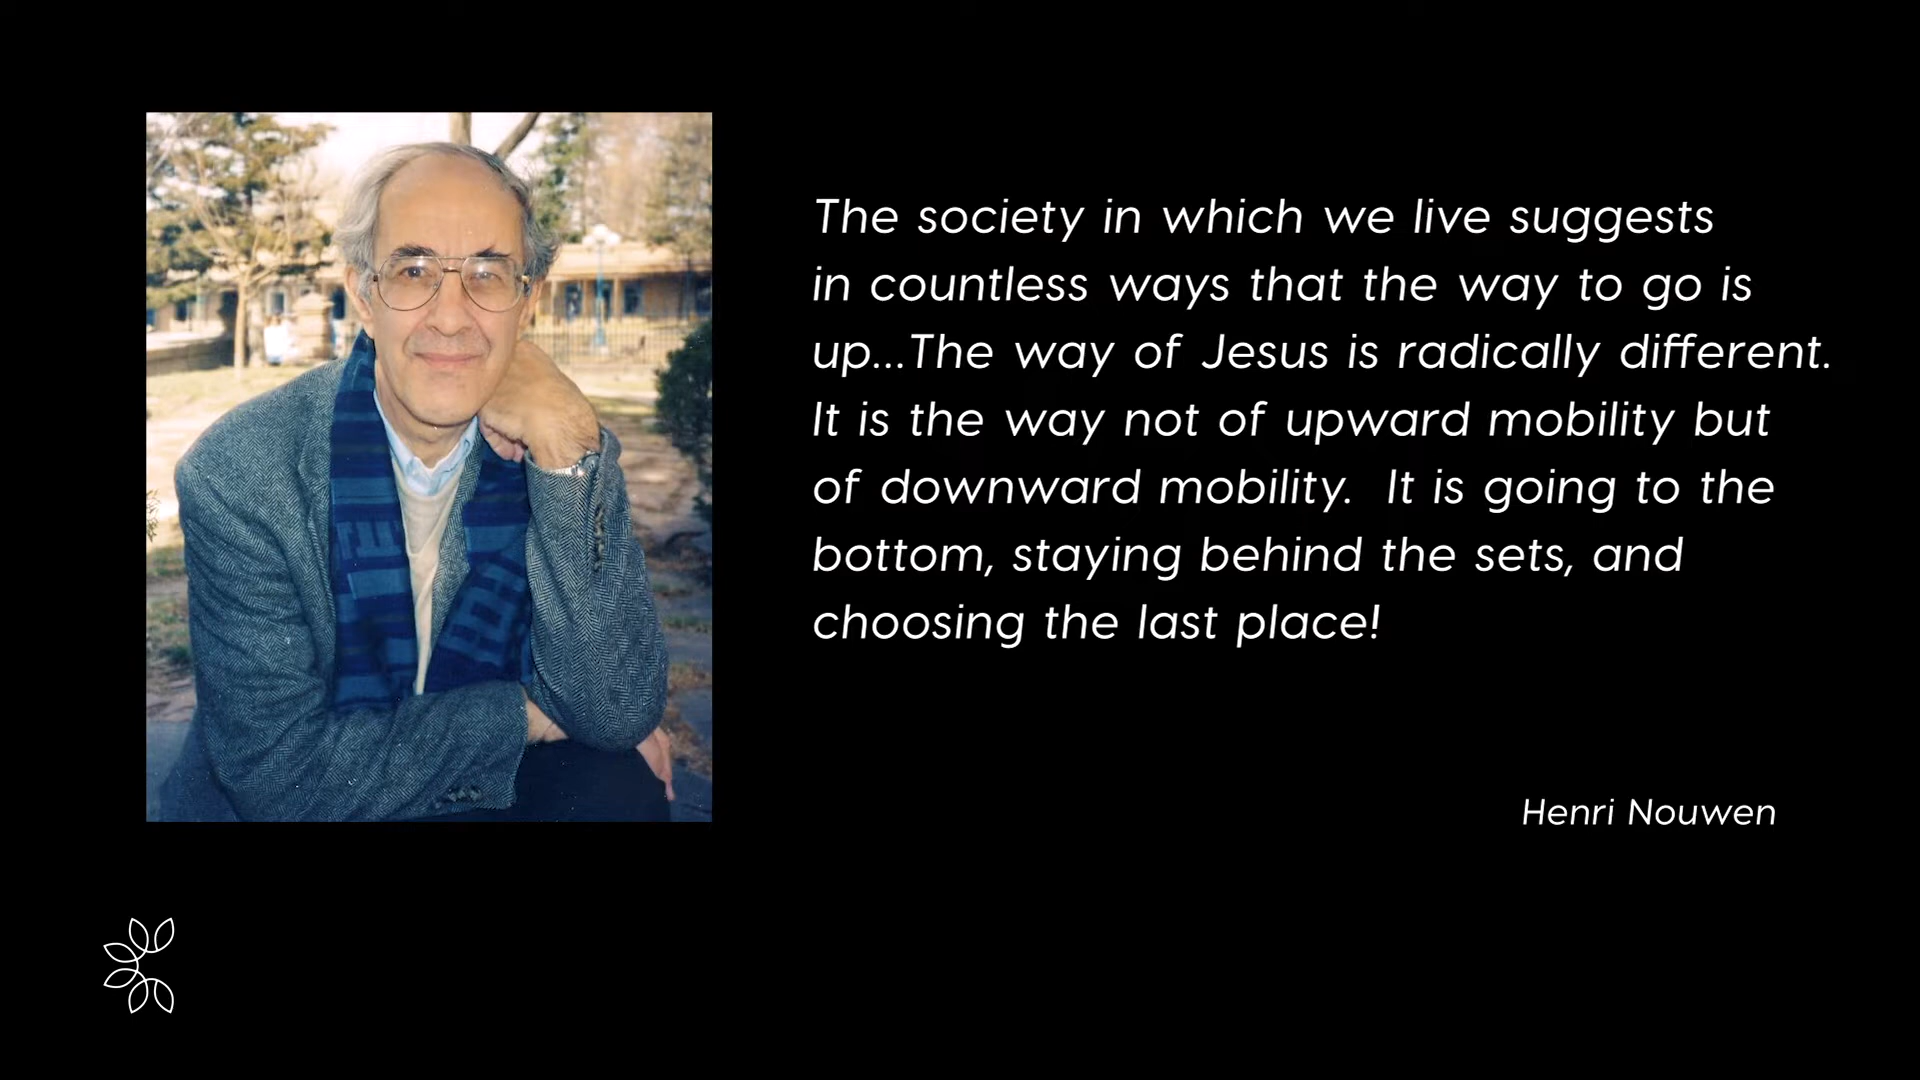 The society in which we live suggests
in countless ways that the way to go is
up...The way of Jesus is radically different.
It is the way not of upward mobility but
of downward mobility.  It is going to the
bottom, staying behind the sets, and
choosing the last place!
Henri Nouwen